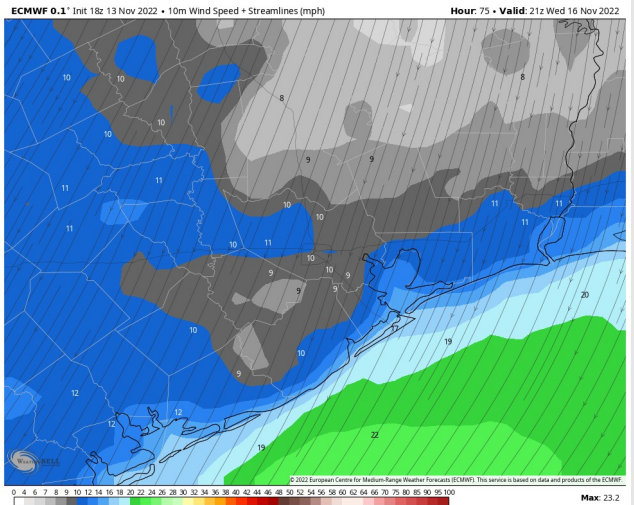 ECMWF 0.1° Init 18z 13 Nov 2022 • 10m Wind Speed + Streamlines (mph) Hour: 75 • Valid: 21z Wed 16 Nov 2022
10 10 8 8
10
10
9 9
11 11
10 11 11
10
11 11
10 11
10
9 10 9
9 9 20
17
10 10 19
9
12
12
12
22
19
WEATHERBELL
© 2022 European Centre for Medium-Range Weather Forecasts (ECMWF). This service is based on data and products of the ECMWF.
0 4 5 6 7 8 9 10 12 14 16 18 20 22 24 26 28 30 32 34 36 38 40 42 44 46 48 50 52 54 56 58 60 62 64 66 70 75 80 85 90 95 100 Max: 23.2